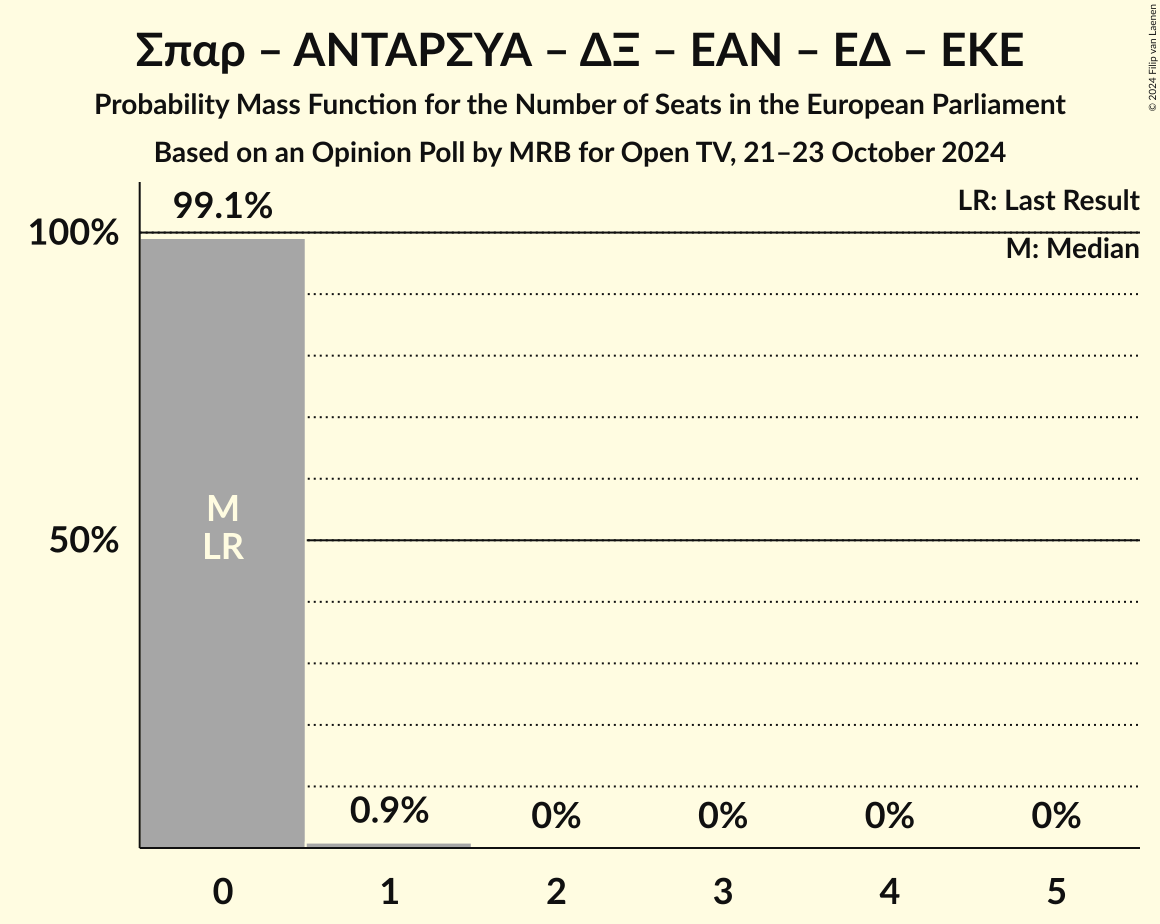 Σπαρ – ΑΝΤΑΡΣΥΑ – ΔΞ – ΕΑΝ – ΕΔ – ΕΚΕ
Probability Mass Function for the Number of Seats in the European Parliament
Based on an Opinion Poll by MRB for Open TV, 21–23 October 2024
© 2024 Filip van Laenen
LR: Last Result
M: Median
99.1%
100%
M
LR
50%
0.9%
0%
0%
0%
0%
0
1
2
3
4
5